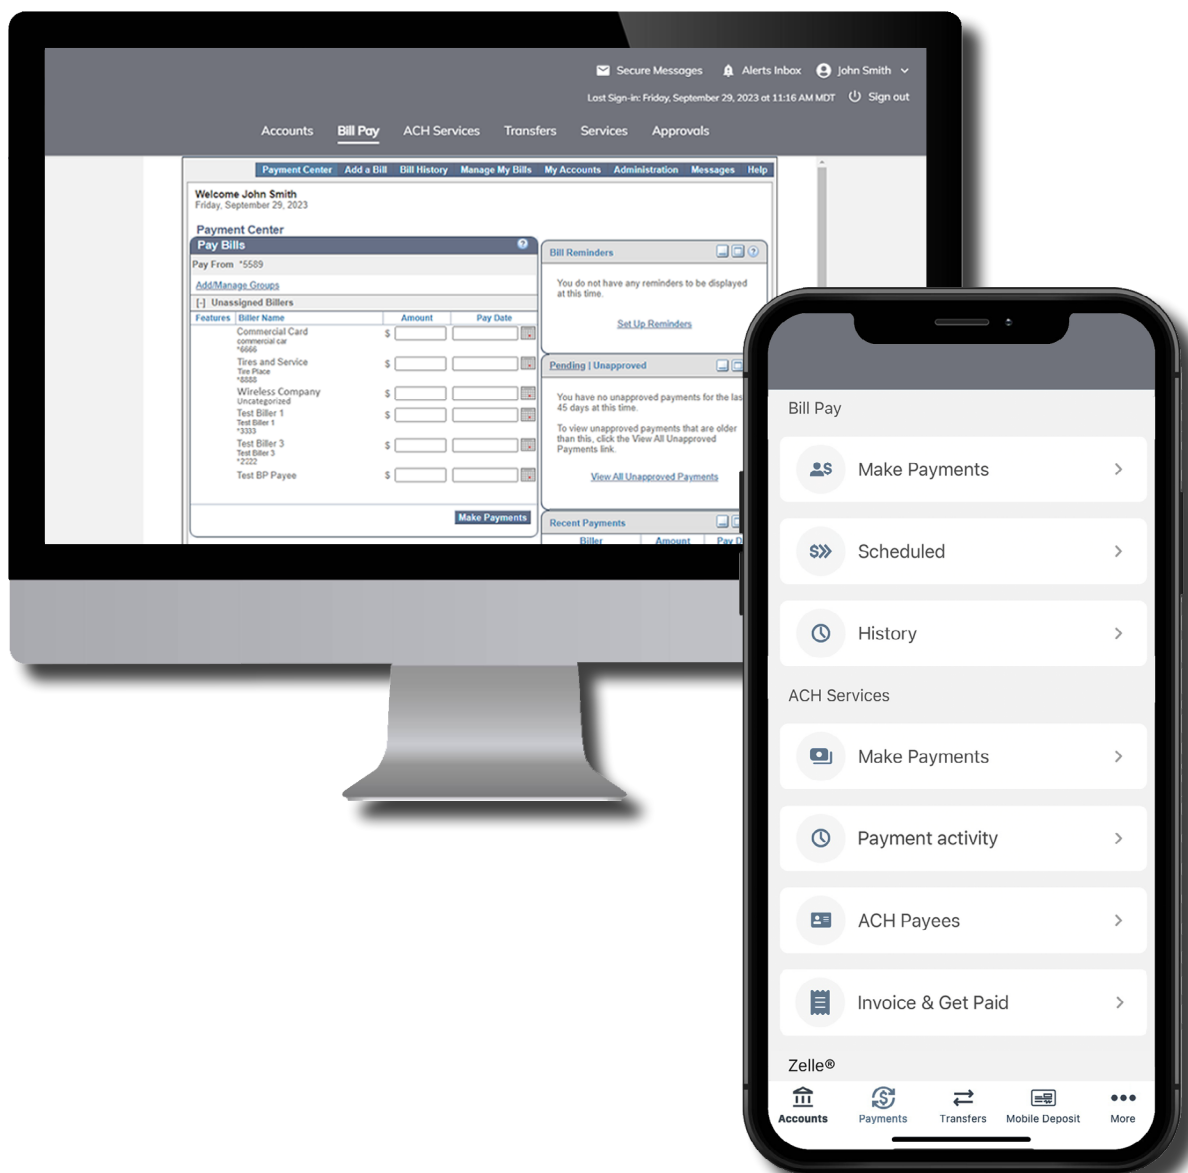 Secure Messages Alerts Inbox John Smith
Last Sign-in: Friday, September 29, 2023 at 11:16 AM MDT Sign out
Accounts Bill Pay ACH Services Transfers Services Approvals
Payment Center Add a Bill Bill History Manage My Bills My Accounts Administration Messages Help
Welcome John Smith
Friday, September 29, 2023
Payment Center
Pay Bills ?
Pay From *5589
Add/Manage Groups
[-] Unassigned Billers
Features Biller Name Amount Pay Date
Commercial Card $
commercial car
*6666
Tires and Service $
Tire Place
*8888
Wireless Company $
Uncategorized
Test Biller 1 $
Test Biller 1
*3333
Test Biller 3 $
Test Biller 3
*2222
Test BP Payee $
Make Payments
Bill Reminders ?
You do not have any reminders to be displayed
at this time.
Set Up Reminders
Pending | Unapproved
You have no unapproved payments for the las
45 days at this time.
To view unapproved payments that are older
than this, click the View All Unapproved
Payments link.
View All Unapproved Payments
Recent Payments
Biller Amount Pay D
Bill Pay
Make Payments
Scheduled
History
ACH Services
Make Payments
Payment activity
ACH Payees
Invoice & Get Paid
Zelle®
Accounts Payments Transfers Mobile Deposit More